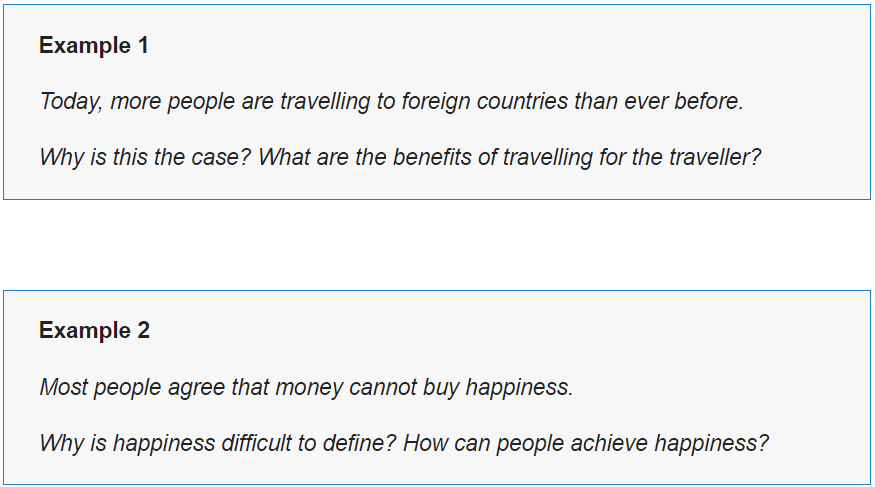 Example 1
Today, more people are travelling to foreign countries than ever before.
Why is this the case? What are the benefits of travelling for the traveller?
Example 2
Most people agree that money cannot buy happiness.
Why is happiness difficult to define? How can people achieve happiness?